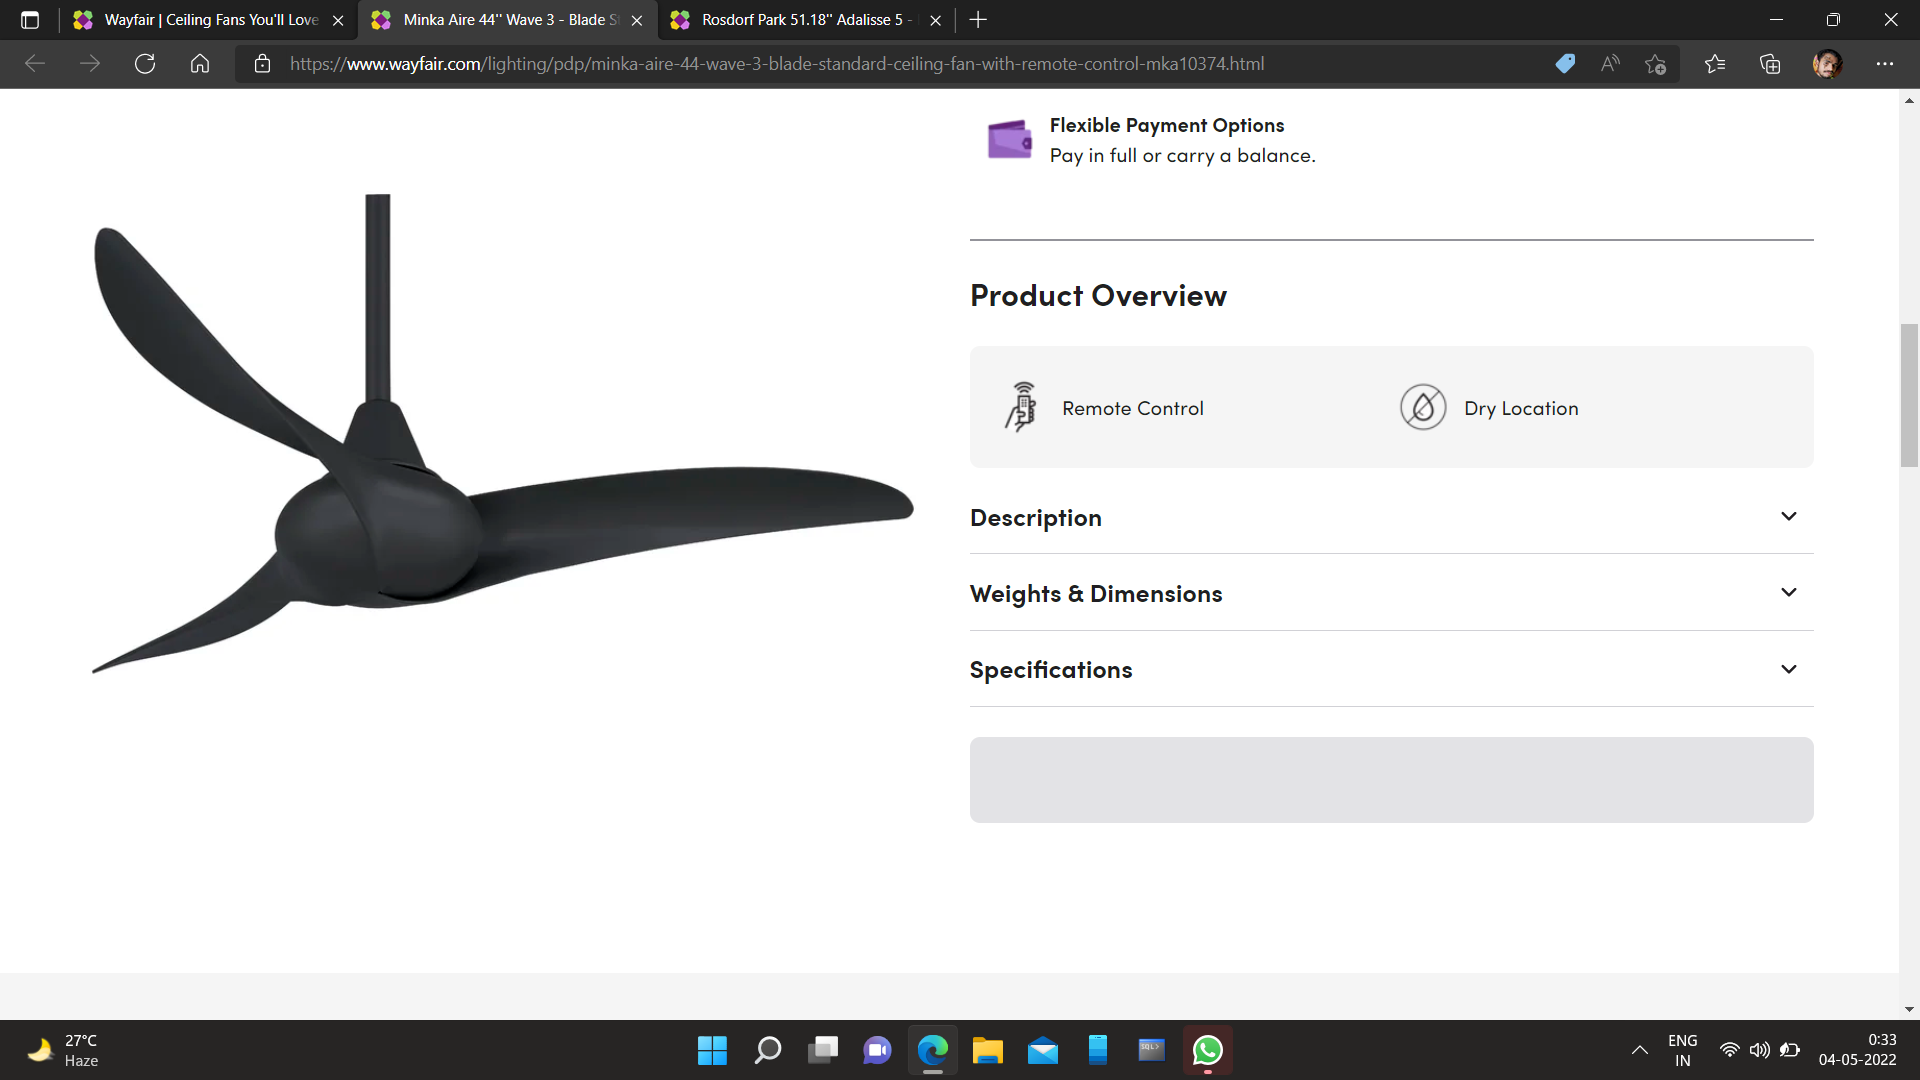 Wayfair | Ceiling Fans You'll Love
Minka Aire 44'' Wave 3 - Blade St
Rosdorf Park 51.18'' Adalisse 5 -
https://www.wayfair.com/lighting/pdp/minka-aire-44-wave-3-blade-standard-ceiling-fan-with-remote-control-mka10374.html
Flexible Payment Options
Pay in full or carry a balance.
Product Overview
Remote Control
Dry Location
Description
Weights & Dimensions
Specifications
27°C
Haze
SQL>
ENG
IN
0:33
04-05-2022